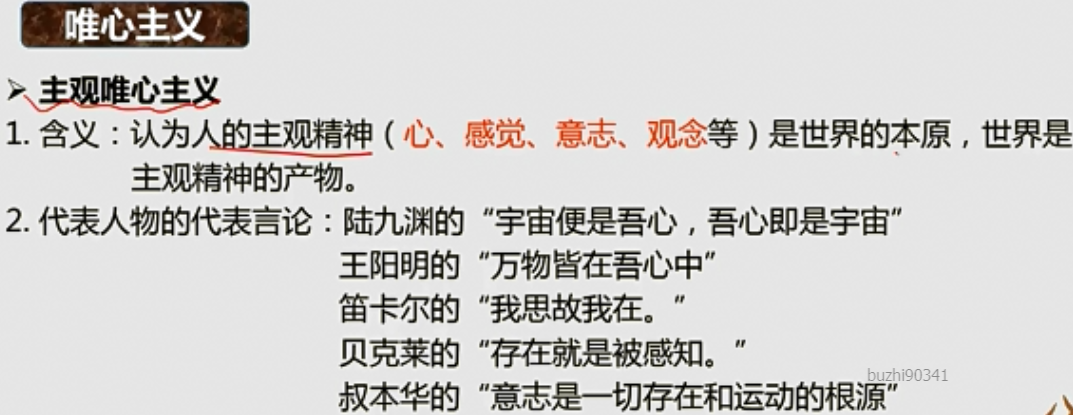 唯心主义
主观唯心主义
1. 含义：认为人的主观精神（心、感觉、意志、观念等）是世界的本原，世界是
主观精神的产物。
2. 代表人物的代表言论：陆九渊的“宇宙便是吾心，吾心即是宇宙”
王阳明的“万物皆在吾心中”
笛卡尔的“我思故我在。”
贝克莱的“存在就是被感知。”
buzhi90341
叔本华的“意志是一切存在和运动的根源”